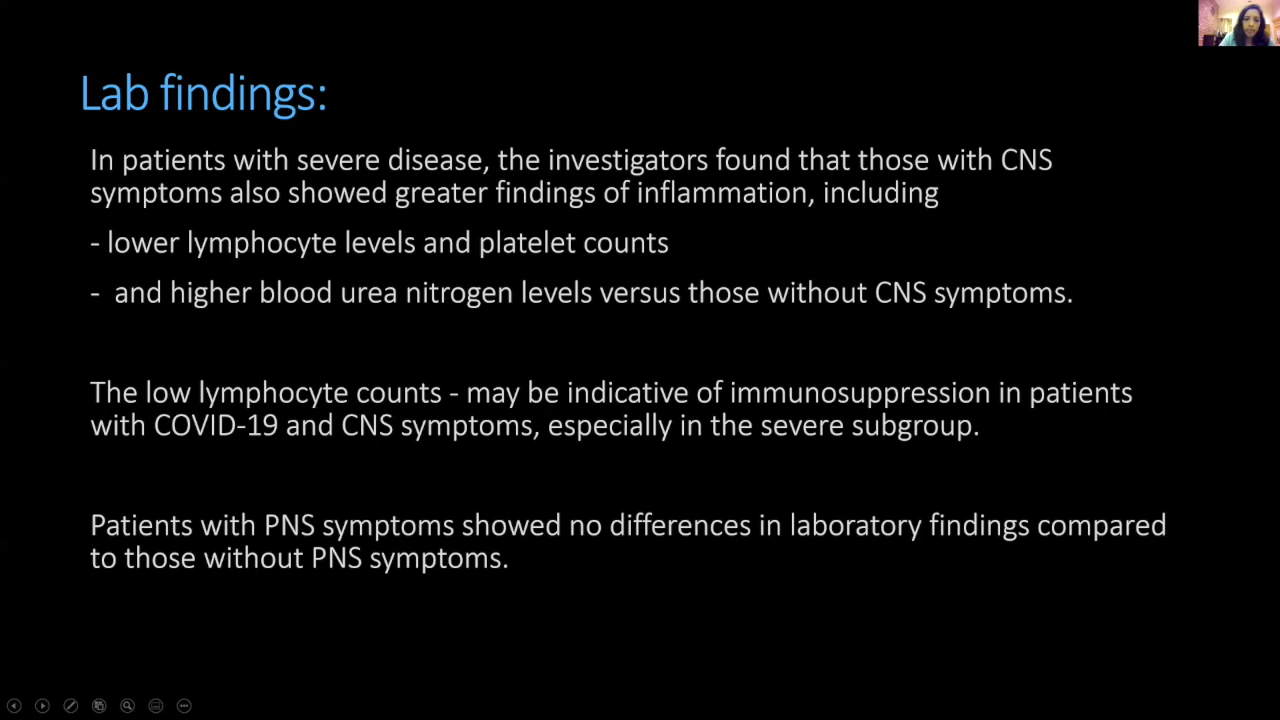 Lab findings:
In patients with severe disease, the investigators found that those with CNS
symptoms also showed greater findings of inflammation, including
- lower lymphocyte levels and platelet counts
-  and higher blood urea nitrogen levels versus those without CNS symptoms.
The low lymphocyte counts - may be indicative of immunosuppression in patients
with COVID-19 and CNS symptoms, especially in the severe subgroup.
Patients with PNS symptoms showed no differences in laboratory findings compared
to those without PNS symptoms.